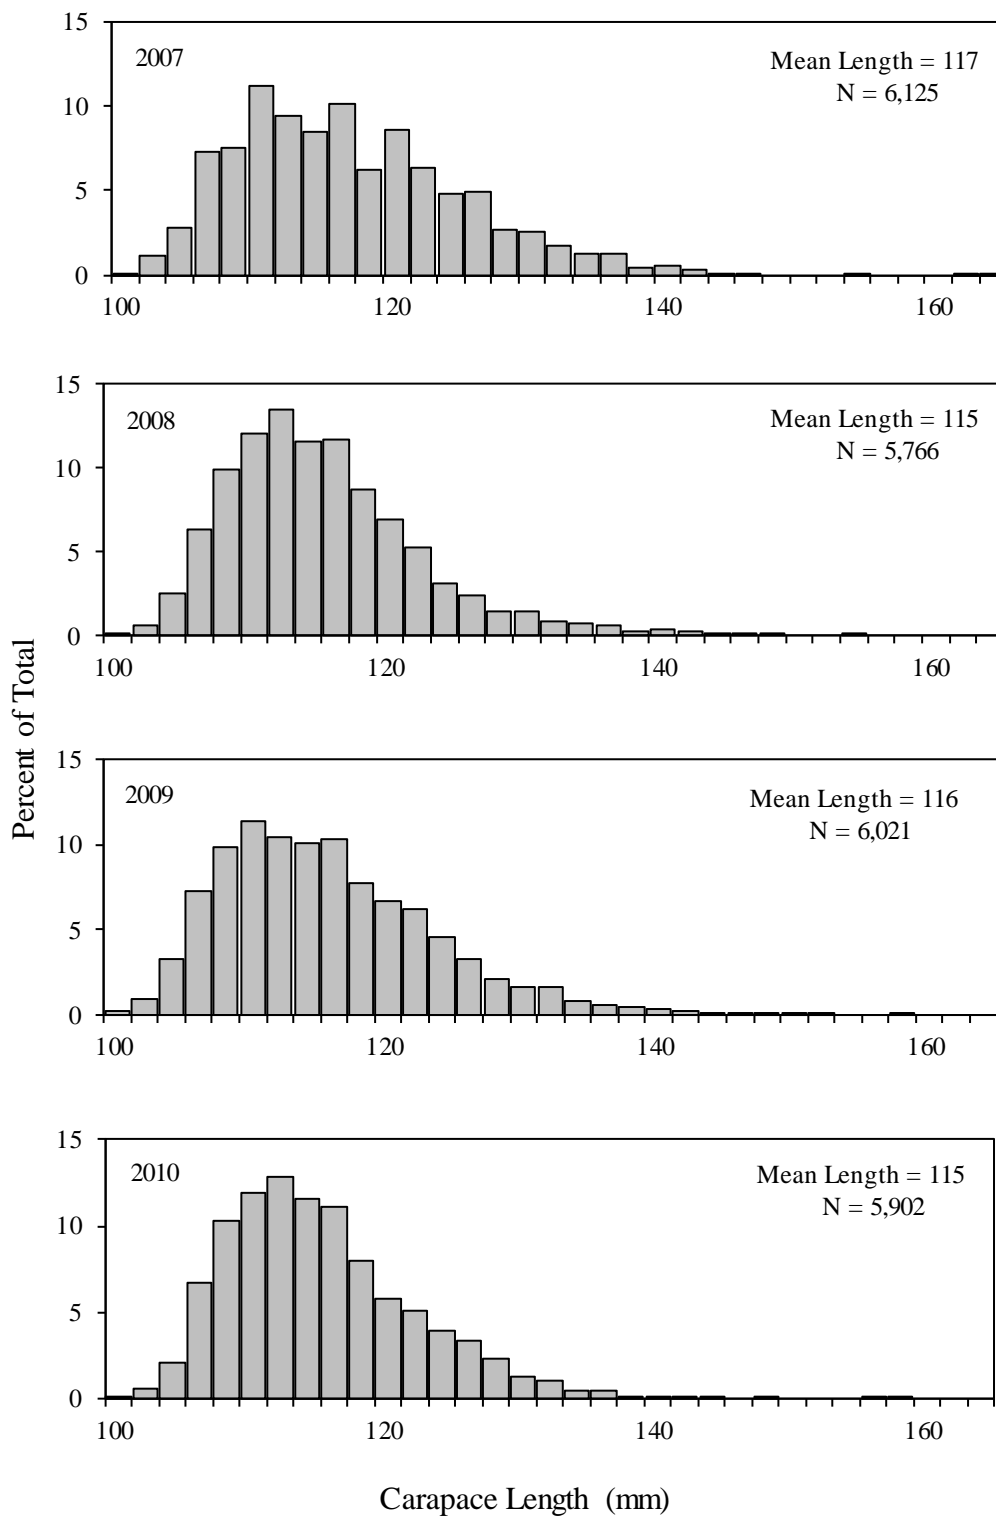 15
2007
Mean Length = 117
N = 6,125
10
5
0
100 120 140 160
15
2008
Mean Length = 115
N = 5,766
10
5
0
100 120 140 160
Percent of Total
15
2009
Mean Length = 116
N = 6,021
10
5
0
100 120 140 160
15
2010
Mean Length = 115
N = 5,902
10
5
0
100 120 140 160
Carapace Length (mm)